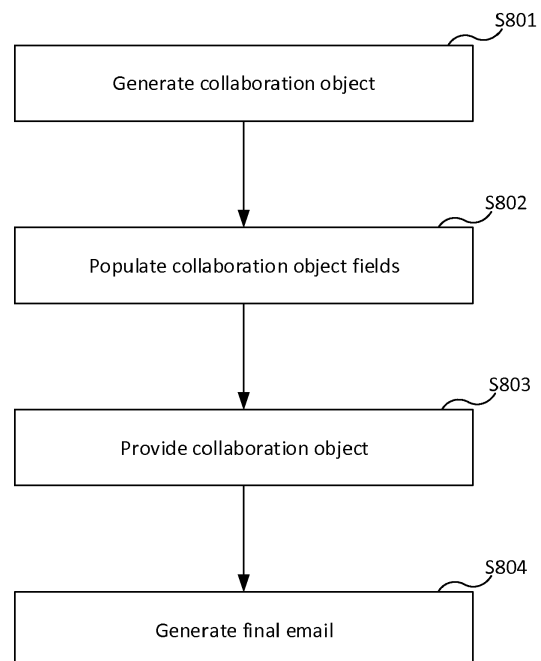 S801
Generate collaboration object
S802
Populate collaboration object fields
S803
Provide collaboration object
S804
Generate final email